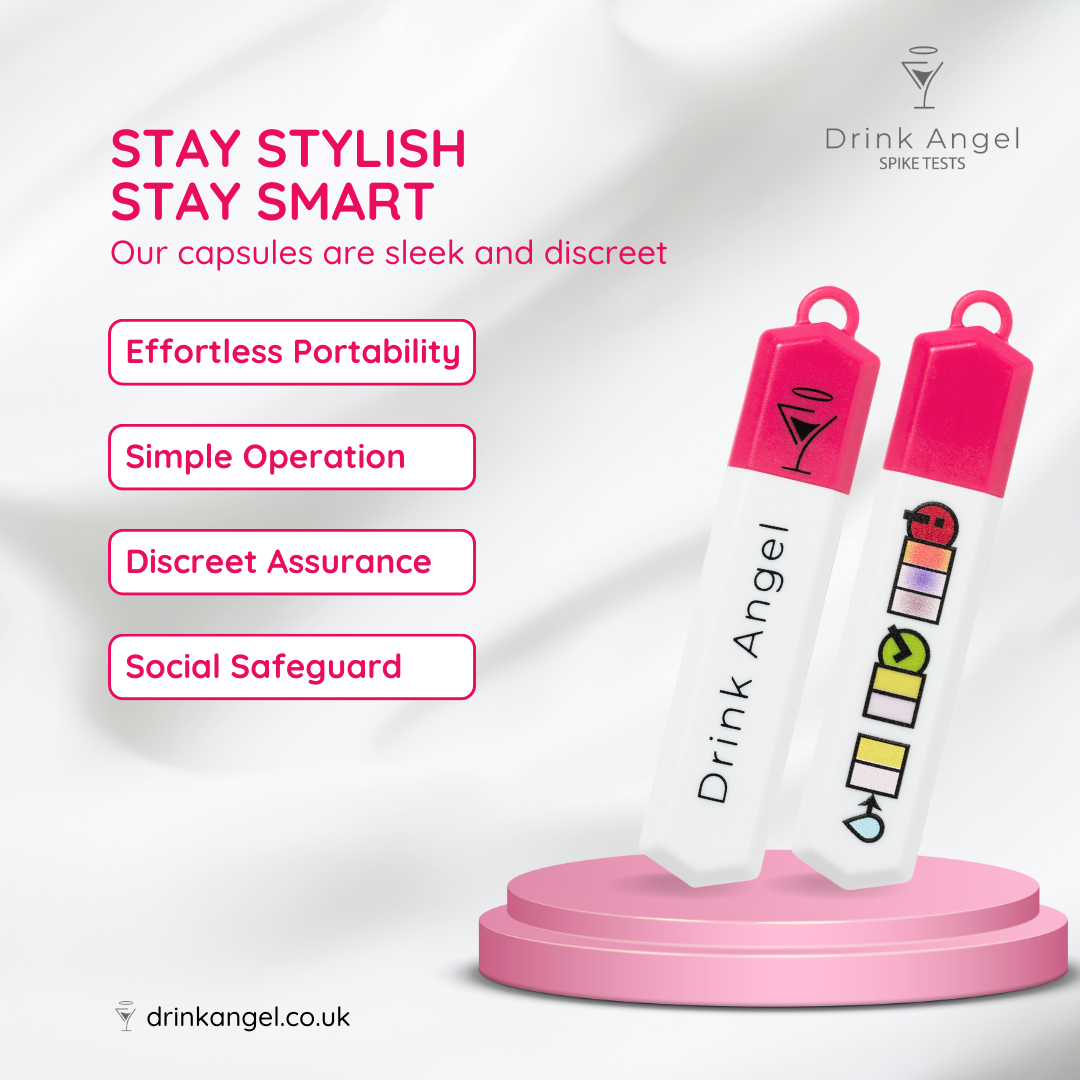 Drink Angel
SPIKE TESTS
STAY STYLISH
STAY SMART
Our capsules are sleek and discreet
Effortless Portability
Simple Operation
Discreet Assurance
Social Safeguard
Drink Angel
drinkangel.co.uk